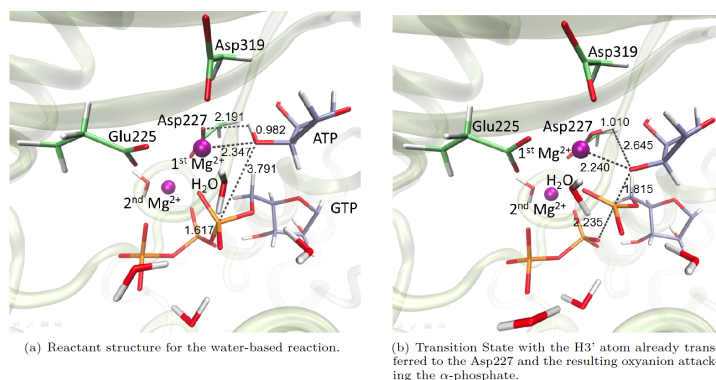 Asp319
Asp227
2.191
0.982
Glu225
ATP
1st Mg2+
2.347
3.791
H2O
2nd Mg2+
GTP
1.617
(a) Reactant structure for the water-based reaction.
Asp319
1.010
Glu225
Asp227
1st Mg2+
2.645
2.240
H2O
1.815
2nd Mg2+
2.235
(b) Transition State with the H3' atom already trans-
ferred to the Asp227 and the resulting oxyanion attack-
ing the α-phosphate.